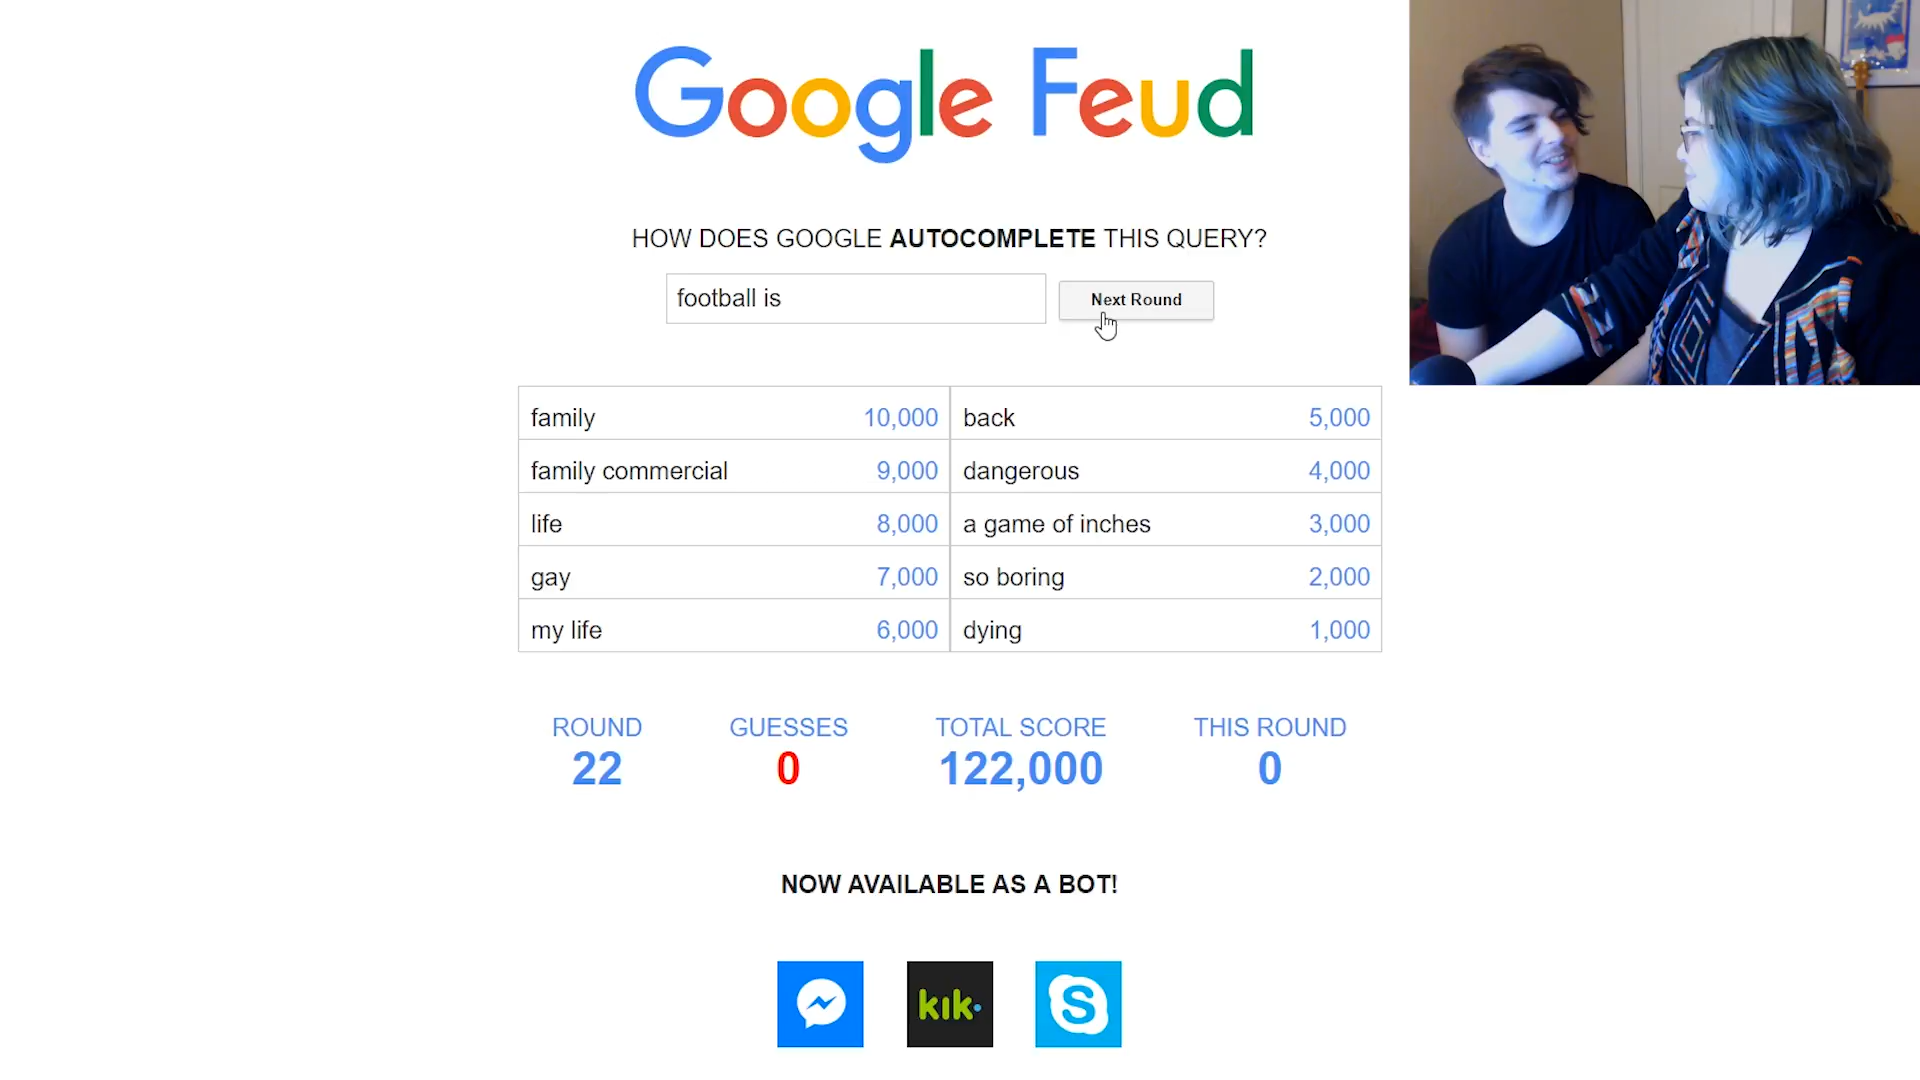 Google Feud
HOW DOES GOOGLE AUTOCOMPLETE THIS QUERY?
football is
Next Round
family 10,000
back 5,000
family commercial 9,000
dangerous 4,000
life 8,000
a game of inches 3,000
gay 7,000
so boring 2,000
my life 6,000
dying 1,000
ROUND GUESSES TOTAL SCORE THIS ROUND
22 0 122,000 0
NOW AVAILABLE AS A BOT!
kik